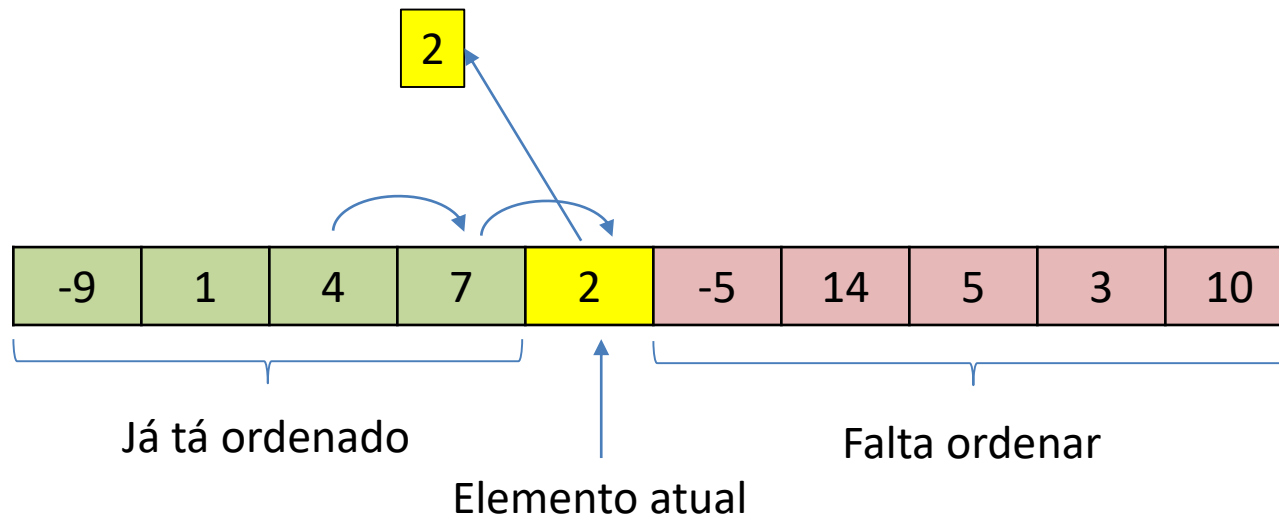 2
-9 1 4 7 2 -5 14 5 3 10
Já tá ordenado
Falta ordenar
Elemento atual